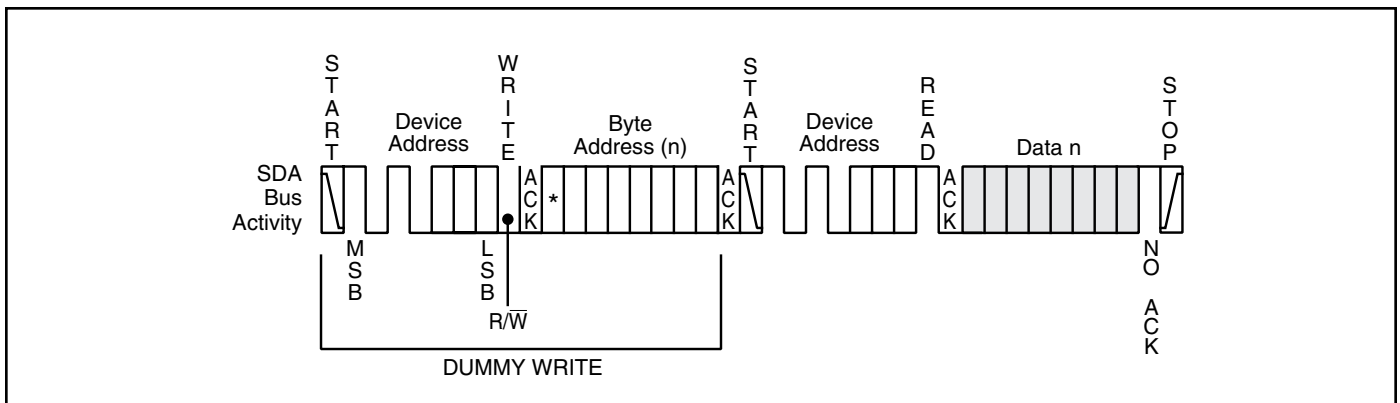 START
WRITE
START
READ
STOP
Device
Address
Byte
Address (n)
Device
Address
Data n
SDA
Bus
Activity
ACK
*
ACK
ACK
MSB
LSB
R/W̅
NO ACK
DUMMY WRITE